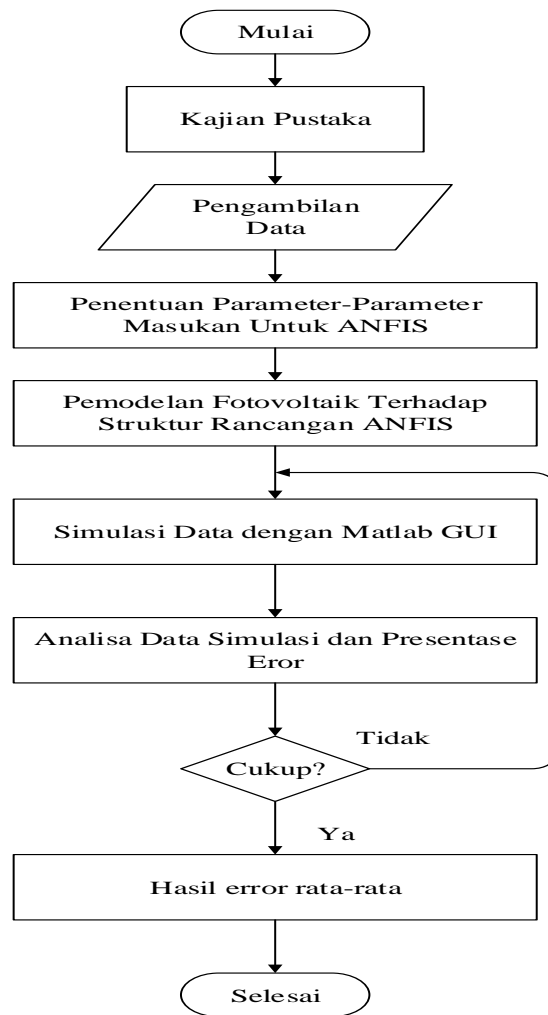 Mulai
Kajian Pustaka
Pengambilan
Data
Penentuan Parameter-Parameter
Masukan Untuk ANFIS
Pemodelan Fotovoltaik Terhadap
Struktur Rancangan ANFIS
Simulasi Data dengan Matlab GUI
Analisa Data Simulasi dan Presentase
Eror
Tidak
Cukup?
Ya
Hasil error rata-rata
Selesai